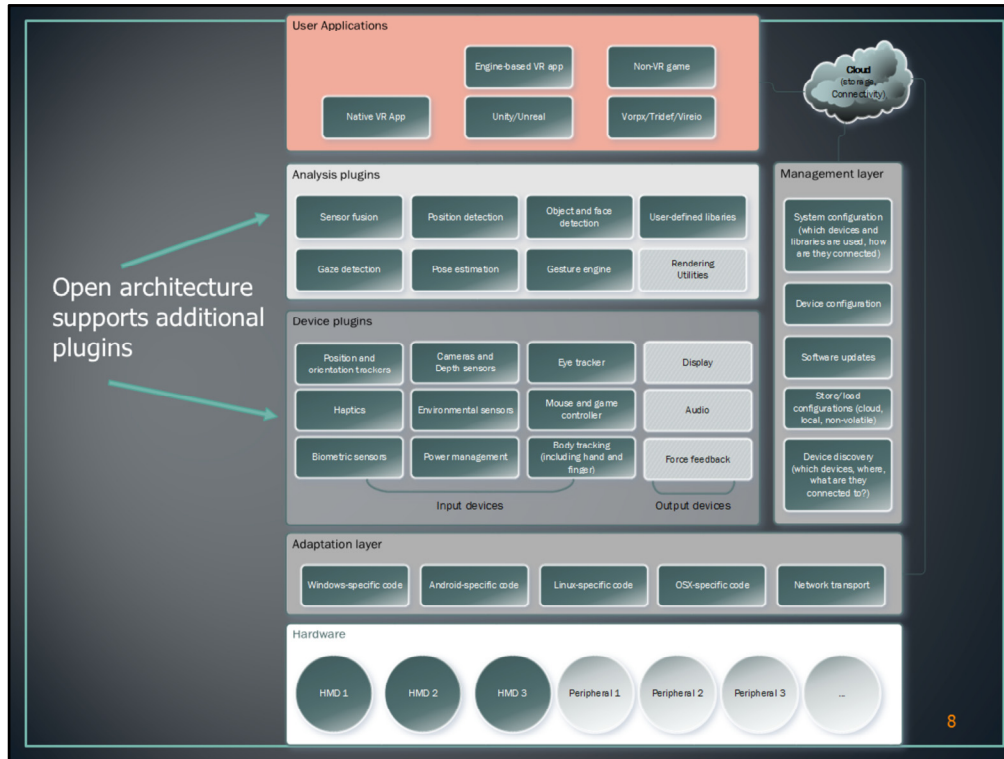 User Applications
Engine-based VR app
Non-VR game
Native VR App
Unity/Unreal
Vorpx/Tridef/Vireio
Cloud
(storage,
Connectivity)
Analysis plugins
Sensor fusion
Position detection
Object and face
detection
User-defined libaries
Gaze detection
Pose estimation
Gesture engine
Rendering
Utilities
Open architecture
supports additional
plugins
Device plugins
Position and
orientation trackers
Cameras and
Depth sensors
Eye tracker
Display
Haptics
Environmental sensors
Mouse and game
controller
Audio
Biometric sensors
Power management
Body tracking
(including hand and
finger)
Force feedback
Input devices
Output devices
Management layer
System configuration
(which devices and
libraries are used, how
are they connected)
Device configuration
Software updates
Store/load
configurations (cloud,
local, non-volatile)
Device discovery
(which devices, where,
what are they
connected to?)
Adaptation layer
Windows-specific code
Android-specific code
Linux-specific code
OSX-specific code
Network transport
Hardware
HMD 1
HMD 2
HMD 3
Peripheral 1
Peripheral 2
Peripheral 3
...
8